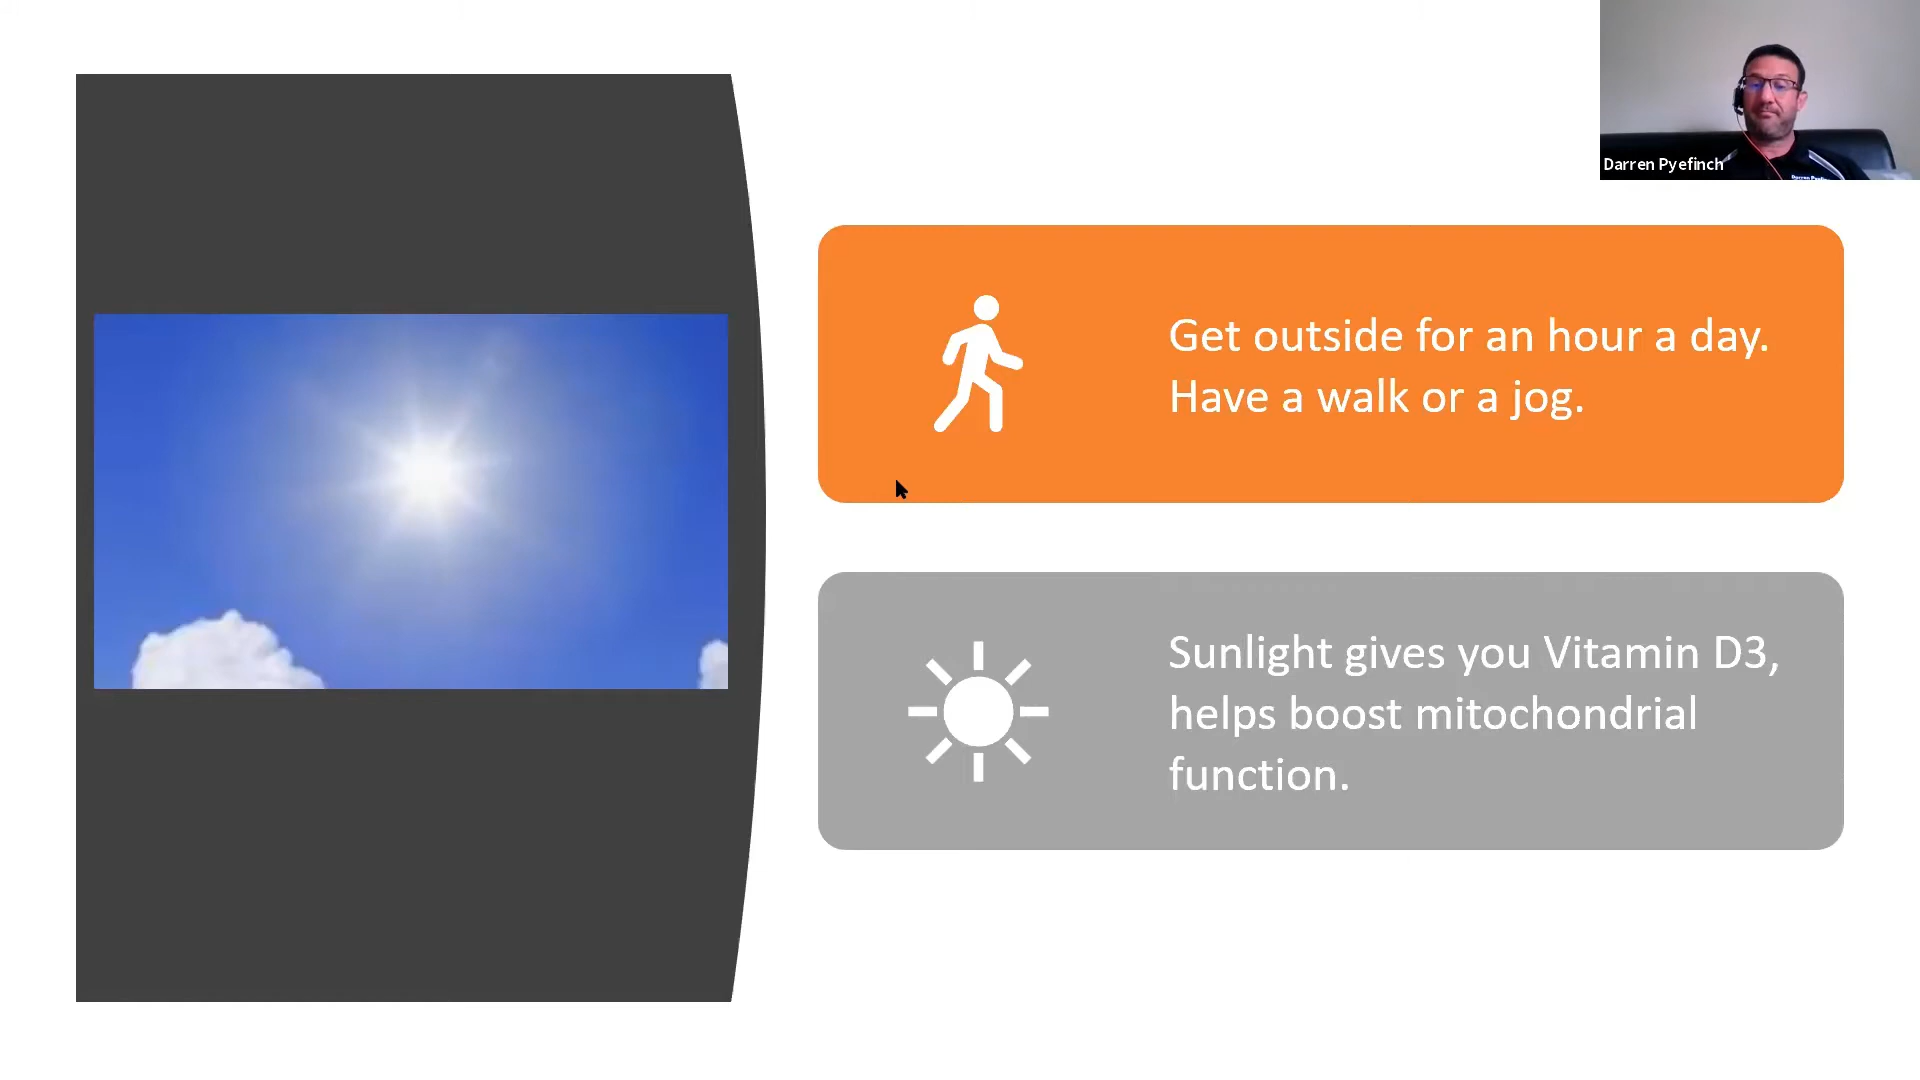 Darren Pyefinch
Get outside for an hour a day.
Have a walk or a jog.
Sunlight gives you Vitamin D3,
helps boost mitochondrial
function.